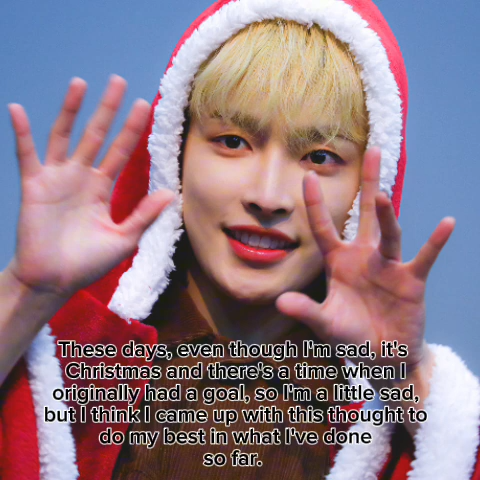 These days, even though I'm sad, it's
Christmas and there's a time when I
originally had a goal, so I'm a little sad,
but I think I came up with this thought to
do my best in what I've done
so far.